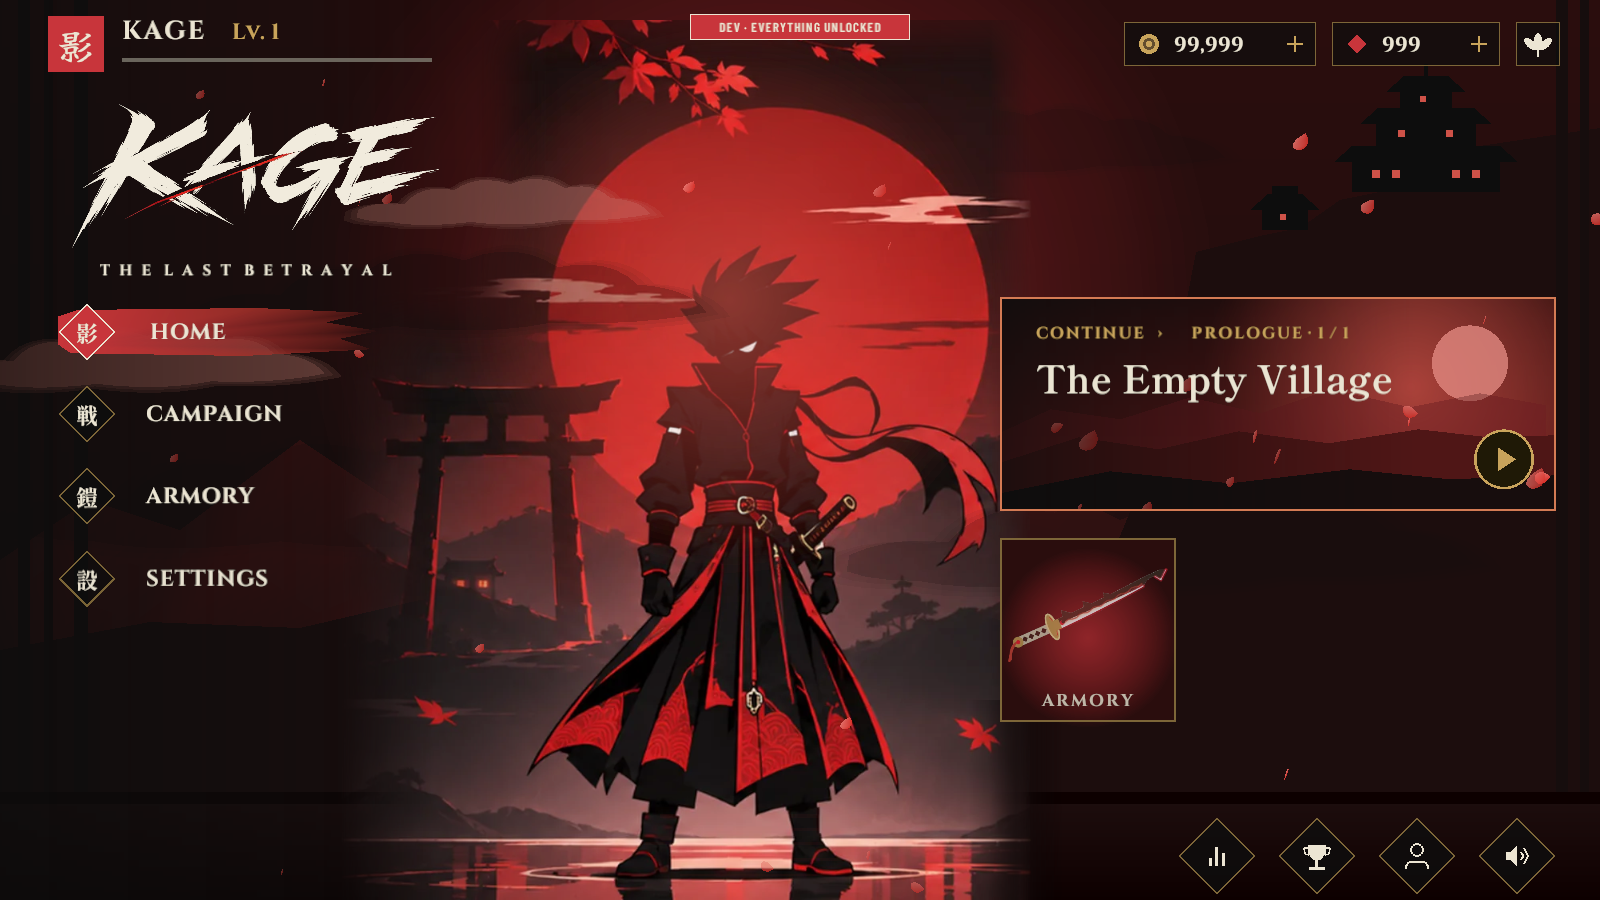 影
KAGE Lv. 1
DEV · EVERYTHING UNLOCKED
99,999 +
999 +
KAGE
THE LAST BETRAYAL
影 HOME
戦 CAMPAIGN
鎧 ARMORY
設 SETTINGS
CONTINUE › PROLOGUE · 1 / 1
The Empty Village
ARMORY